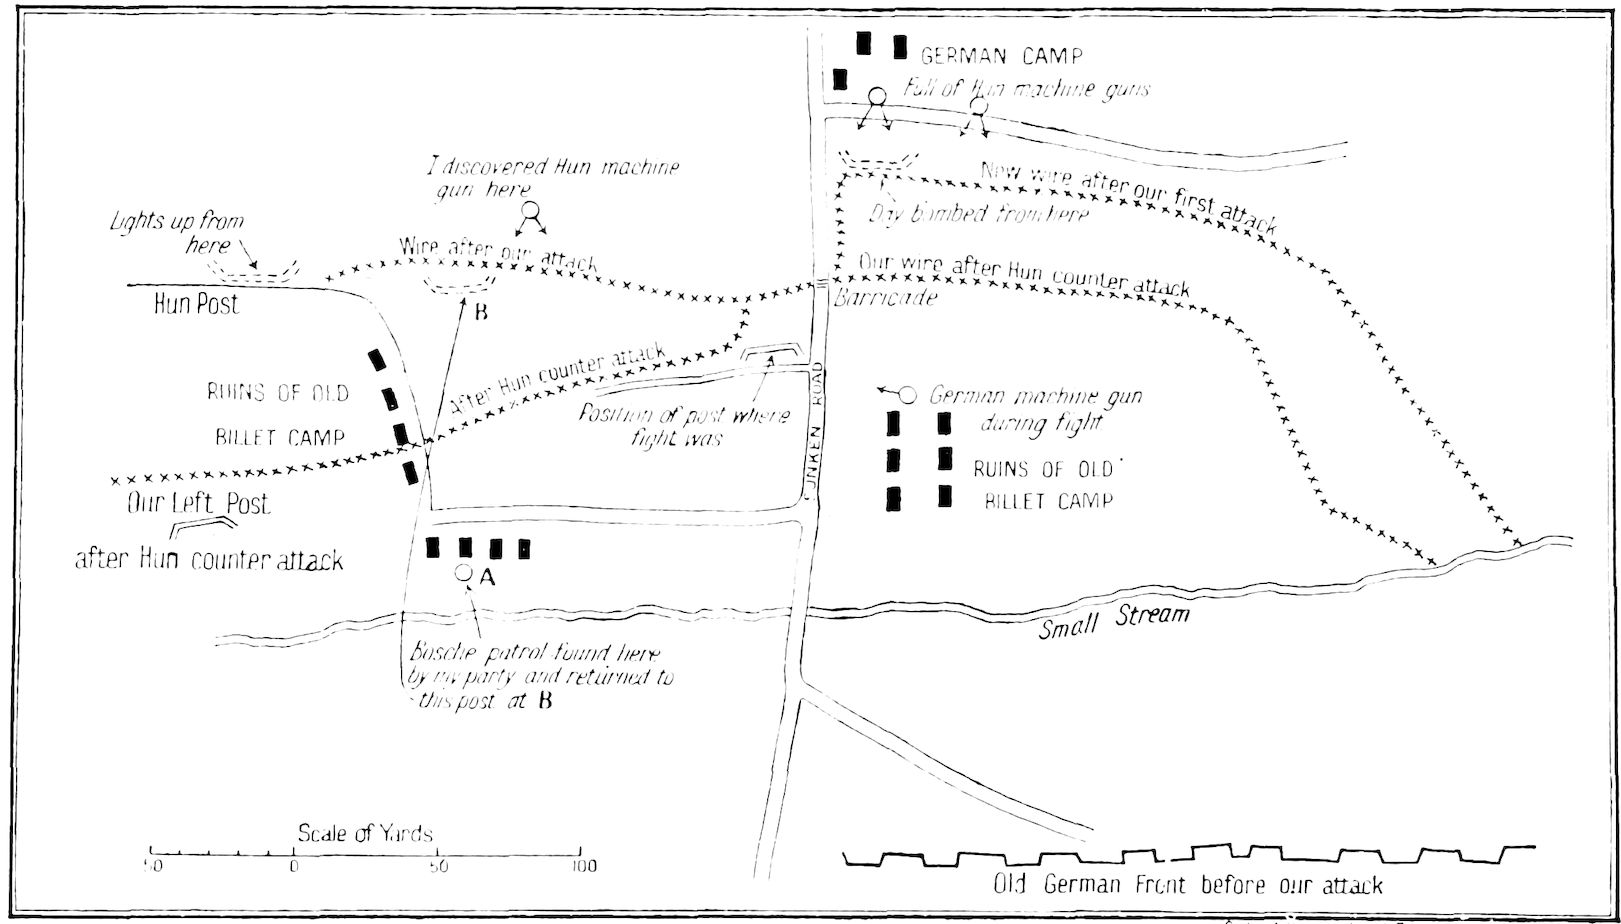 GERMAN CAMP
Full of Hun machine guns
I discovered Hun machine
gun here
New wire after our first attack
Lights up from
here
Day bombed from here
Wire after our attack
Our wire after Hun counter attack
Hun Post
B
Barricade
After Hun counter attack
RUINS OF OLD
BILLET CAMP
Position of post where
fight was
SUNKEN ROAD
German machine gun
during fight
RUINS OF OLD
BILLET CAMP
Our Left Post
after Hun counter attack
A
Small Stream
Bosche patrol found here
by my party and returned to
this post at B
Scale of Yards
50 0 50 100
Old German Front before our attack